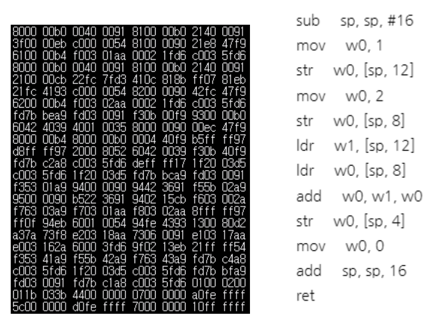 8000 00b0 0040 0091 8100 00b0 2140 0091
3f00 00eb c000 0054 8100 0090 21e8 47f9
6100 00b4 f003 01aa 0002 1fd6 c003 5fd6
8000 00b0 0040 0091 8100 00b0 2140 0091
2100 00cb 22fc 7fd3 410c 818b ff07 81eb
21fc 4193 c000 0054 8200 0090 42fc 47f9
6200 00b4 f003 02aa 0002 1fd6 c003 5fd6
fd7b bea9 fd03 0091 f30b 00f9 9300 00b0
6042 4039 4001 0035 8000 0090 00ec 47f9
8000 00b4 8000 00b0 0004 40f9 b5ff ff97
d8ff ff97 2000 8052 6042 0039 f30b 40f9
fd7b c2a8 c003 5fd6 deff ff17 1f20 03d5
c003 5fd6 1f20 03d5 fd7b bca9 fd03 0091
f353 01a9 9400 0090 9442 3691 f55b 02a9
9500 0090 b522 3691 9402 15cb f603 002a
f763 03a9 f703 01aa f803 02aa 8fff ff97
ff0f 94eb 6001 0054 94fe 4393 1300 80d2
a37a 73f8 e203 18aa 7306 0091 e103 17aa
e003 162a 6000 3fd6 9f02 13eb 21ff ff54
f353 41a9 f55b 42a9 f763 43a9 fd7b c4a8
c003 5fd6 1f20 03d5 c003 5fd6 fd7b bfa9
fd03 0091 fd7b c1a8 c003 5fd6 0100 0200
011b 033b 4400 0000 0700 0000 a0fe ffff
5c00 0000 d0fe ffff 7000 0000 10ff ffff
sub sp, sp, #16
mov w0, 1
str w0, [sp, 12]
mov w0, 2
str w0, [sp, 8]
ldr w1, [sp, 12]
ldr w0, [sp, 8]
add w0, w1, w0
str w0, [sp, 4]
mov w0, 0
add sp, sp, 16
ret